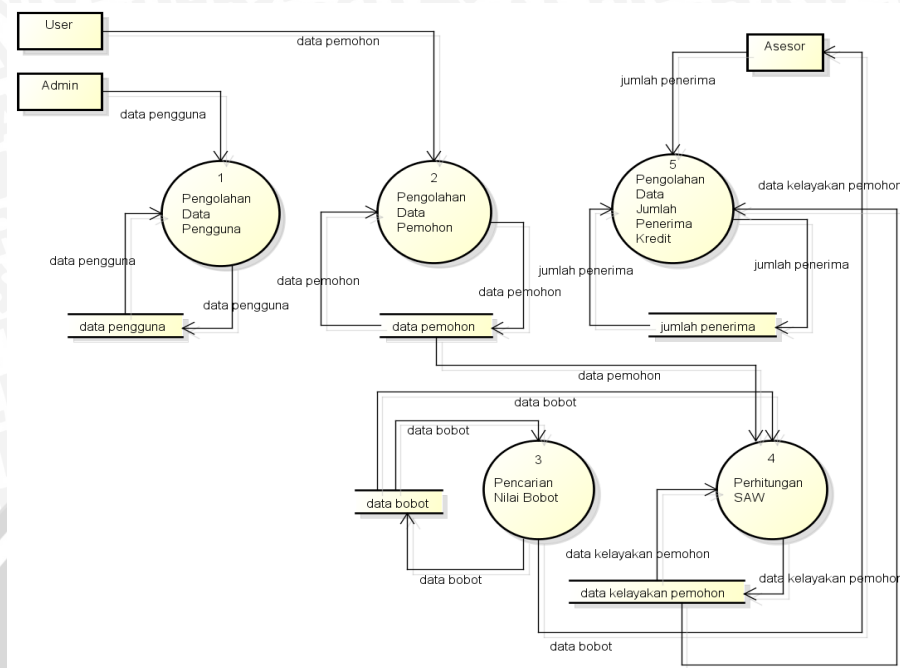 User
data pemohon
Asesor
Admin
jumlah penerima
data pengguna
1
Pengolahan
Data
Pengguna
2
Pengolahan
Data
Pemohon
5
Pengolahan
Data
Jumlah
Penerima
Kredit
data kelayakan pemohon
data pengguna
data pemohon
jumlah penerima
jumlah penerima
data pengguna
data pemohon
data pengguna
data pemohon
jumlah penerima
data pemohon
data bobot
data bobot
3
Pencarian
Nilai Bobot
4
Perhitungan
SAW
data bobot
data kelayakan pemohon
data bobot
data kelayakan pemohon
data kelayakan pemohon
data bobot